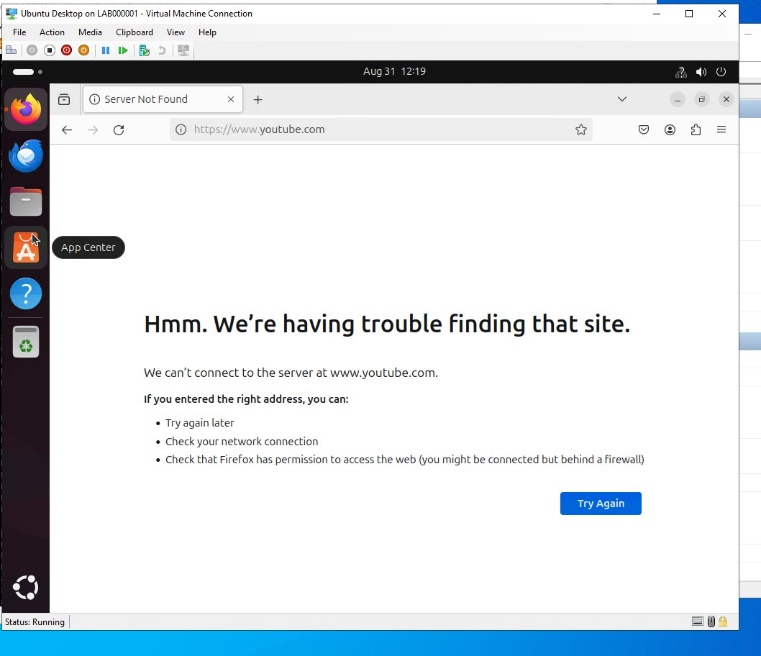 Ubuntu Desktop on LAB000001 - Virtual Machine Connection
File Action Media Clipboard View Help
Aug 31 12:19
Server Not Found
https://www.youtube.com
App Center
Hmm. We’re having trouble finding that site.
We can’t connect to the server at www.youtube.com.
If you entered the right address, you can:
• Try again later
• Check your network connection
• Check that Firefox has permission to access the web (you might be connected but behind a firewall)
Try Again
Status: Running